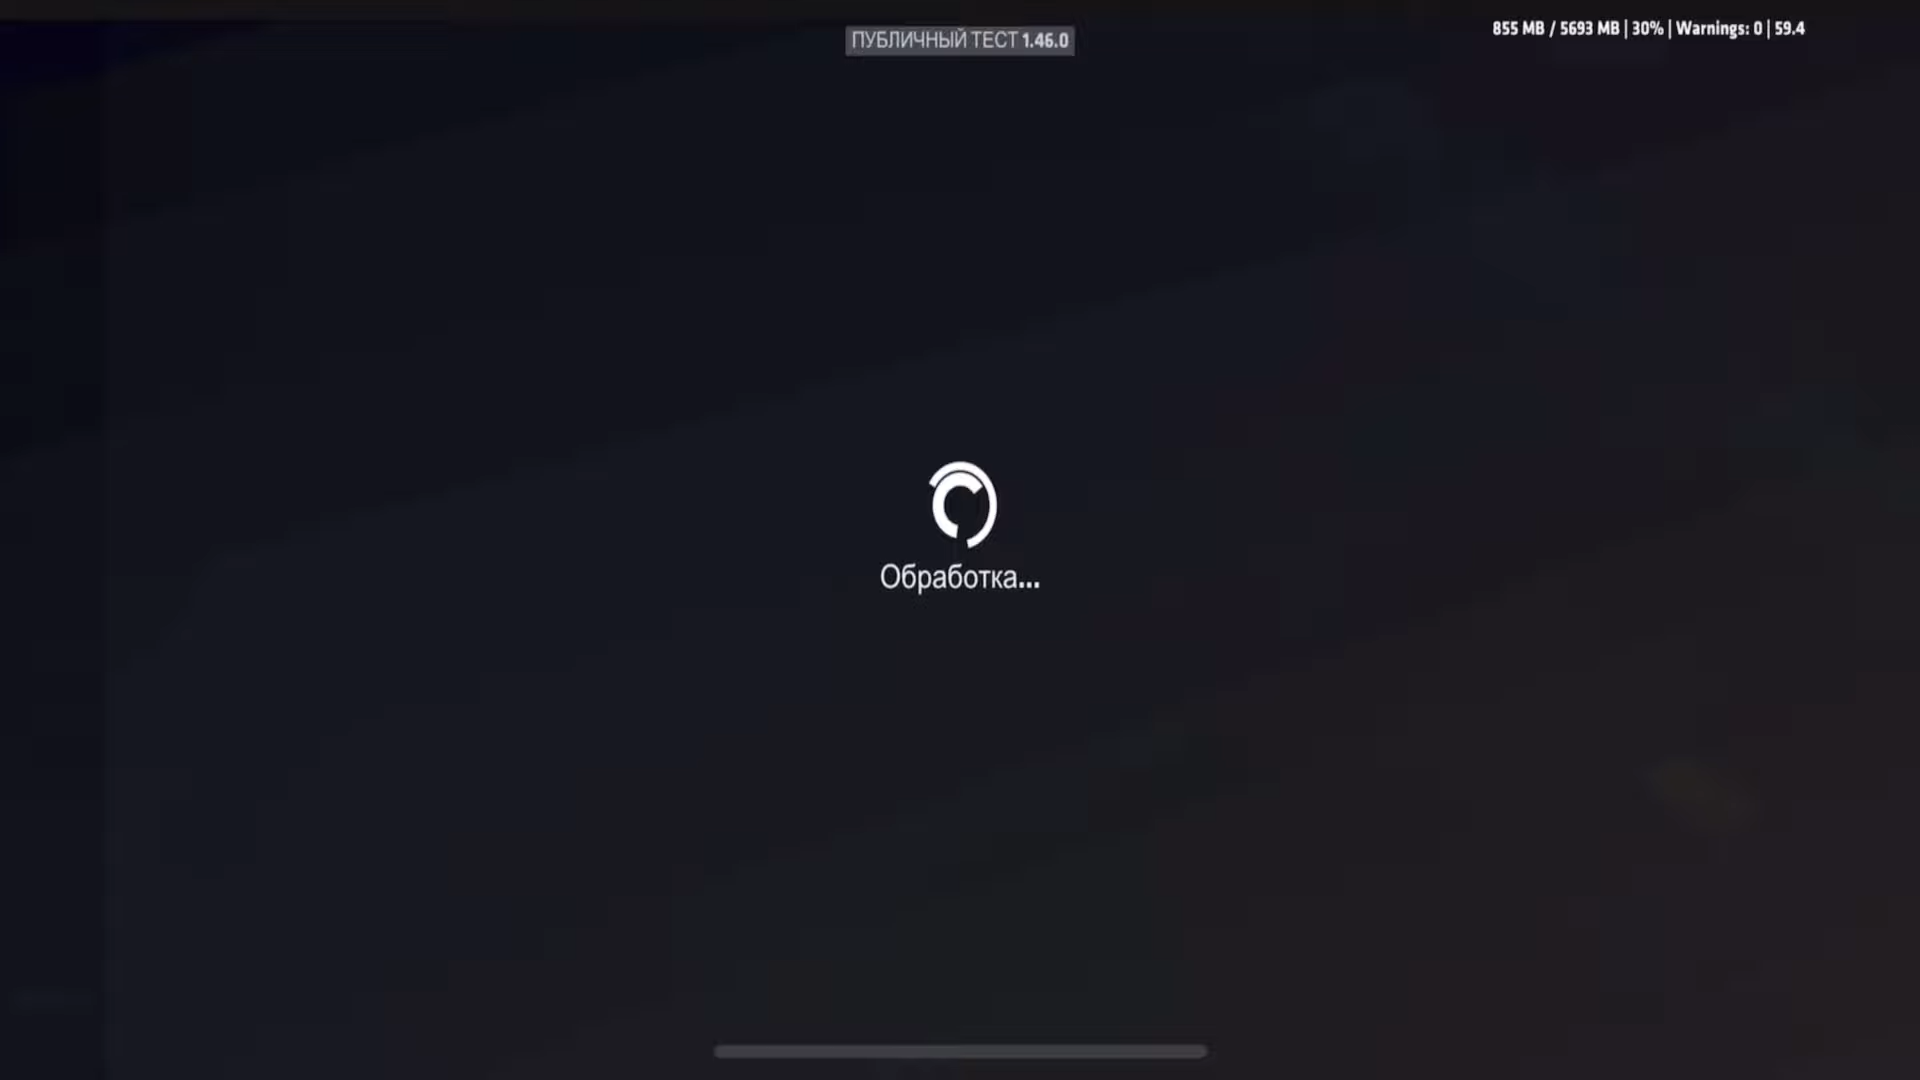 ПУБЛИЧНЫЙ ТЕСТ 1.46.0
855 MB / 5693 MB | 30% | Warnings: 0 | 59.4
Обработка...